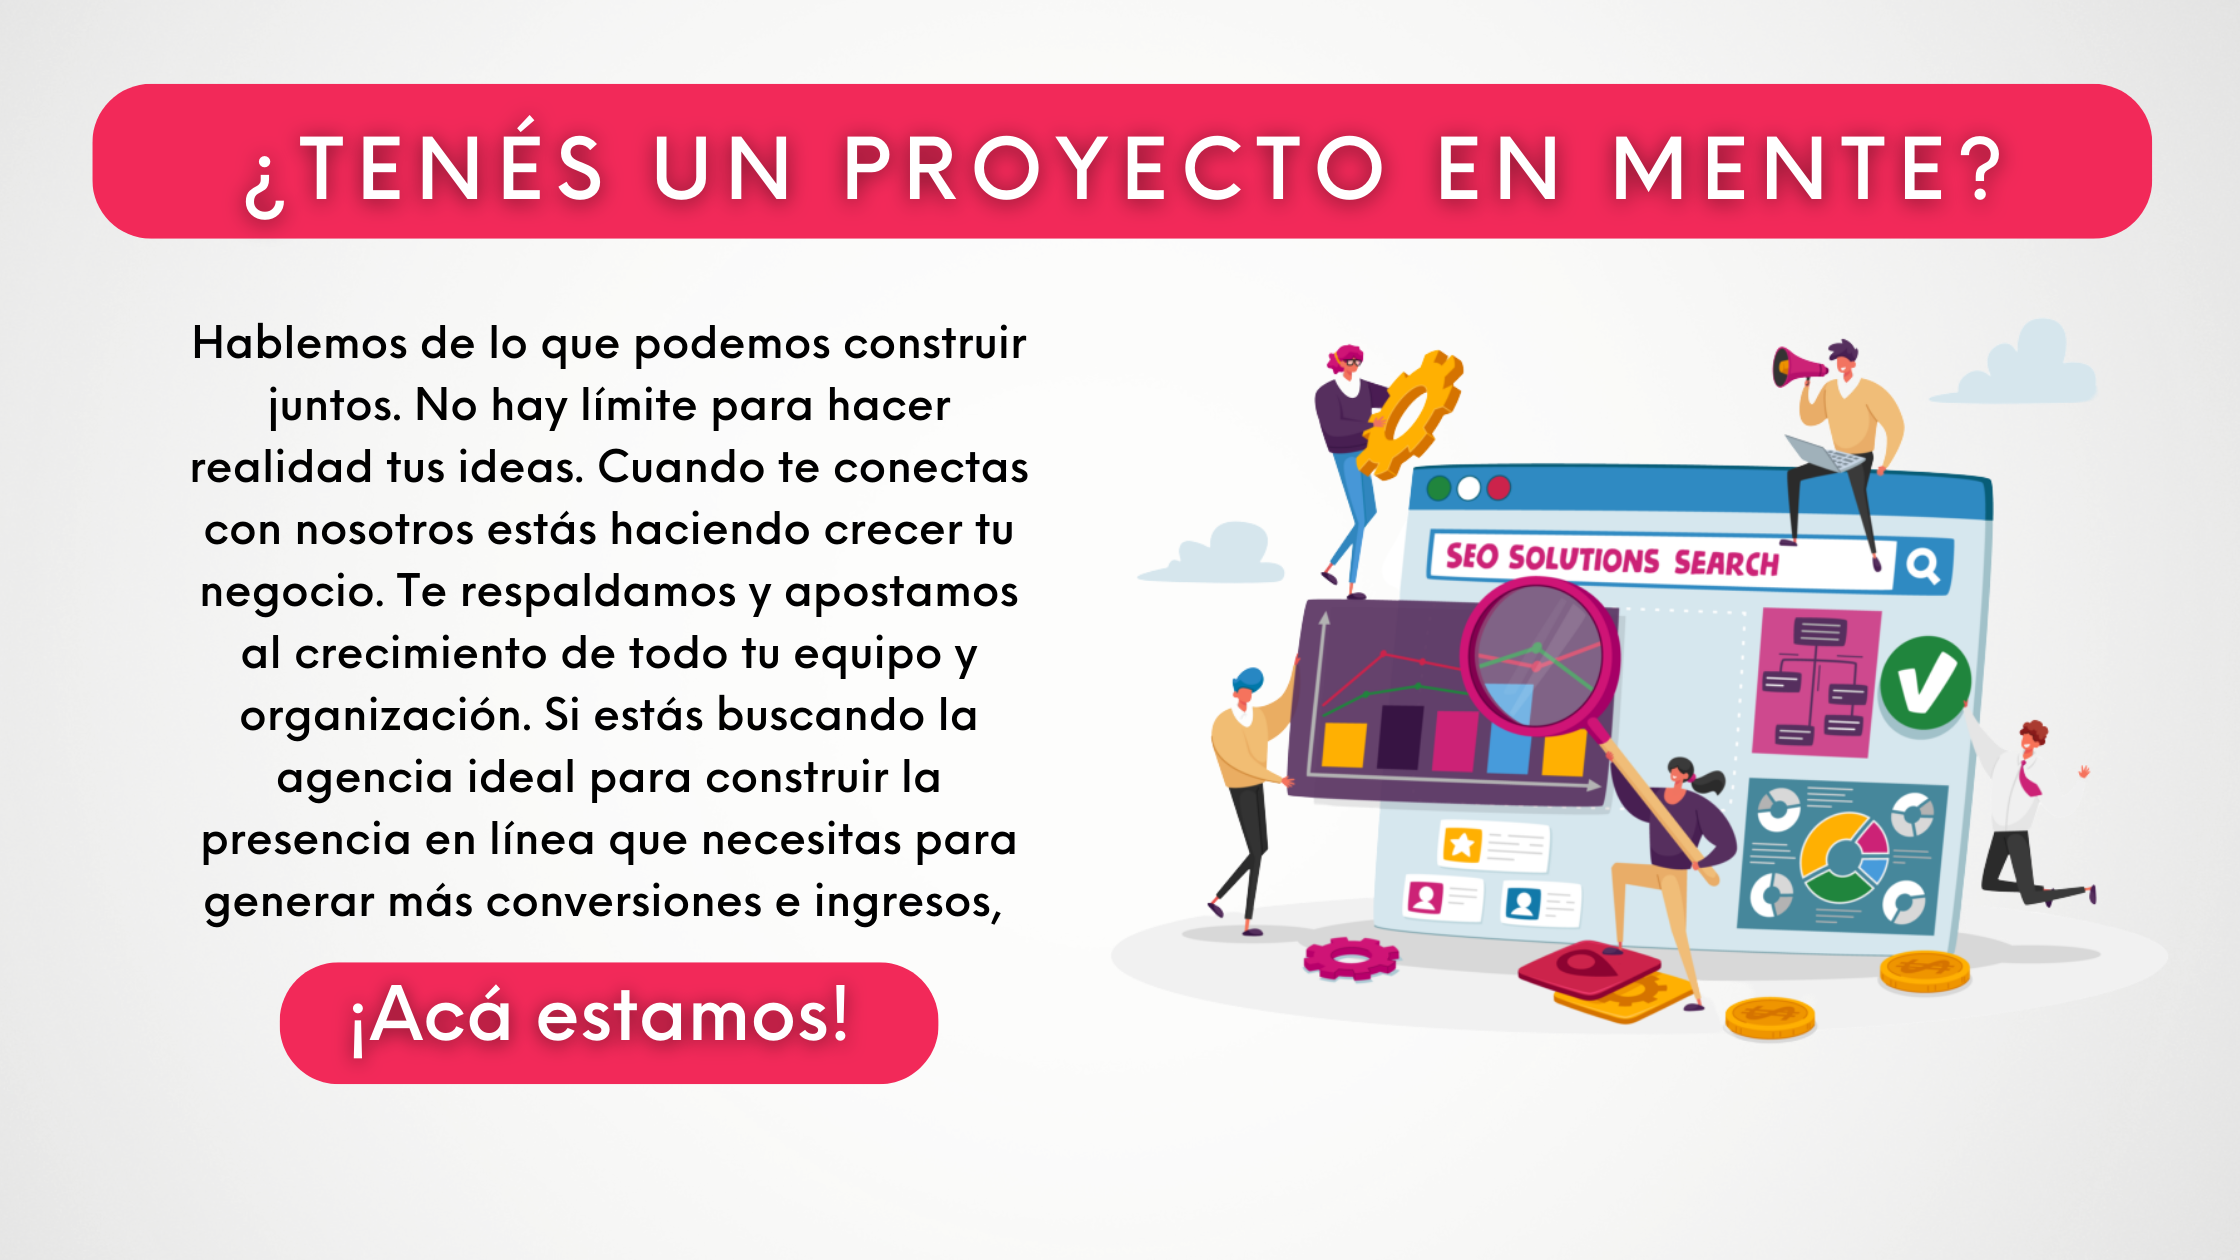 ¿TENÉS UN PROYECTO EN MENTE?
Hablemos de lo que podemos construir
juntos. No hay límite para hacer
realidad tus ideas. Cuando te conectas
con nosotros estás haciendo crecer tu
negocio. Te respaldamos y apostamos
al crecimiento de todo tu equipo y
organización. Si estás buscando la
agencia ideal para construir la
presencia en línea que necesitas para
generar más conversiones e ingresos,
¡Acá estamos!
SEO SOLUTIONS SEARCH